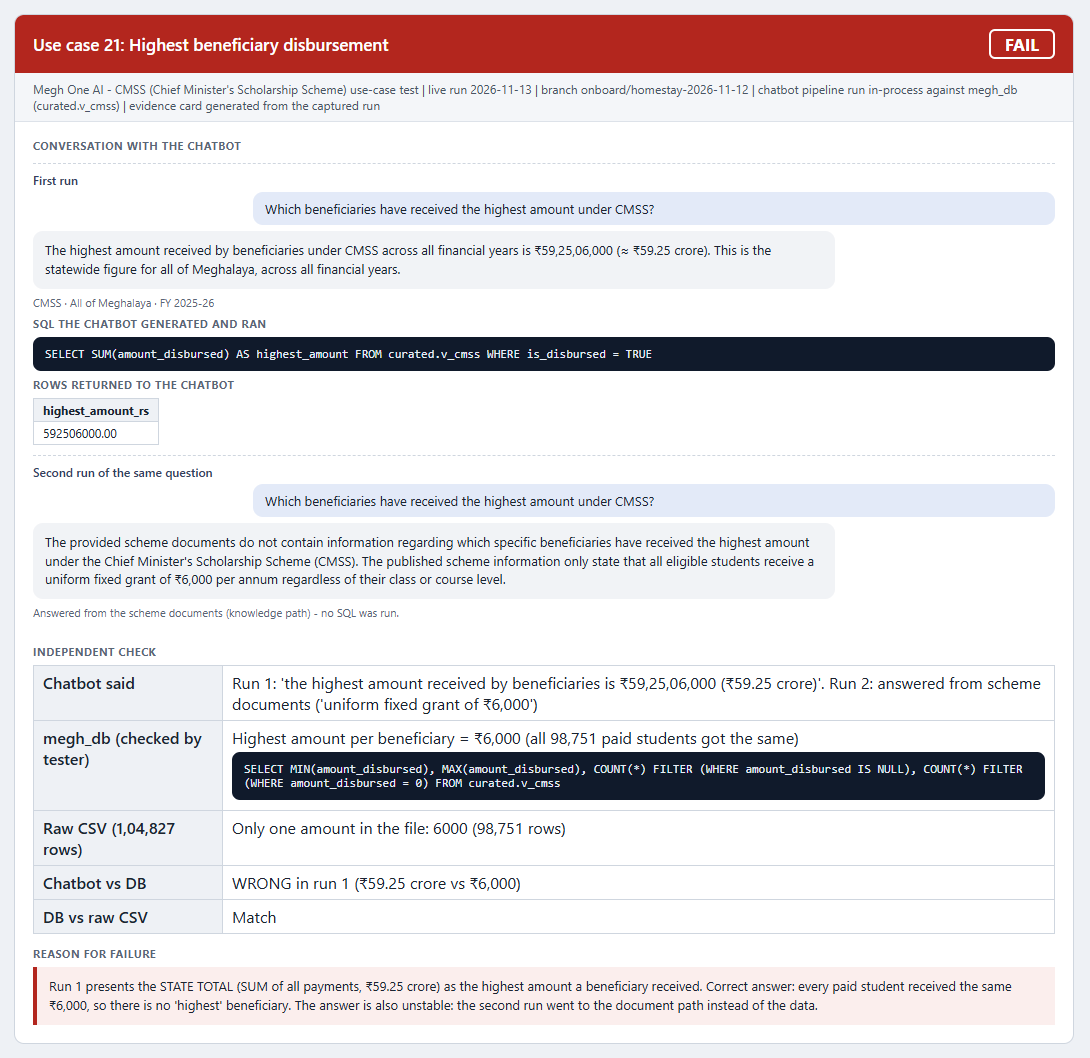 Use case 21: Highest beneficiary disbursement
FAIL
Megh One AI - CMSS (Chief Minister's Scholarship Scheme) use-case test | live run 2026-11-13 | branch onboard/homestay-2026-11-12 | chatbot pipeline run in-process against megh_db
(curated.v_cmss) | evidence card generated from the captured run
CONVERSATION WITH THE CHATBOT
First run
Which beneficiaries have received the highest amount under CMSS?
The highest amount received by beneficiaries under CMSS across all financial years is ₹59,25,06,000 (≈ ₹59.25 crore). This is the
statewide figure for all of Meghalaya, across all financial years.
CMSS · All of Meghalaya · FY 2025-26
SQL THE CHATBOT GENERATED AND RAN
SELECT SUM(amount_disbursed) AS highest_amount FROM curated.v_cmss WHERE is_disbursed = TRUE
ROWS RETURNED TO THE CHATBOT
highest_amount_rs
592506000.00
Second run of the same question
Which beneficiaries have received the highest amount under CMSS?
The provided scheme documents do not contain information regarding which specific beneficiaries have received the highest amount
under the Chief Minister's Scholarship Scheme (CMSS). The published scheme information only state that all eligible students receive a
uniform fixed grant of ₹6,000 per annum regardless of their class or course level.
Answered from the scheme documents (knowledge path) - no SQL was run.
INDEPENDENT CHECK
Chatbot said
Run 1: 'the highest amount received by beneficiaries is ₹59,25,06,000 (₹59.25 crore)'. Run 2: answered from scheme
documents ('uniform fixed grant of ₹6,000')
megh_db (checked by
tester)
Highest amount per beneficiary = ₹6,000 (all 98,751 paid students got the same)
SELECT MIN(amount_disbursed), MAX(amount_disbursed), COUNT(*) FILTER (WHERE amount_disbursed IS NULL), COUNT(*) FILTER
(WHERE amount_disbursed = 0) FROM curated.v_cmss
Raw CSV (1,04,827
rows)
Only one amount in the file: 6000 (98,751 rows)
Chatbot vs DB
WRONG in run 1 (₹59.25 crore vs ₹6,000)
DB vs raw CSV
Match
REASON FOR FAILURE
Run 1 presents the STATE TOTAL (SUM of all payments, ₹59.25 crore) as the highest amount a beneficiary received. Correct answer: every paid student received the same
₹6,000, so there is no 'highest' beneficiary. The answer is also unstable: the second run went to the document path instead of the data.